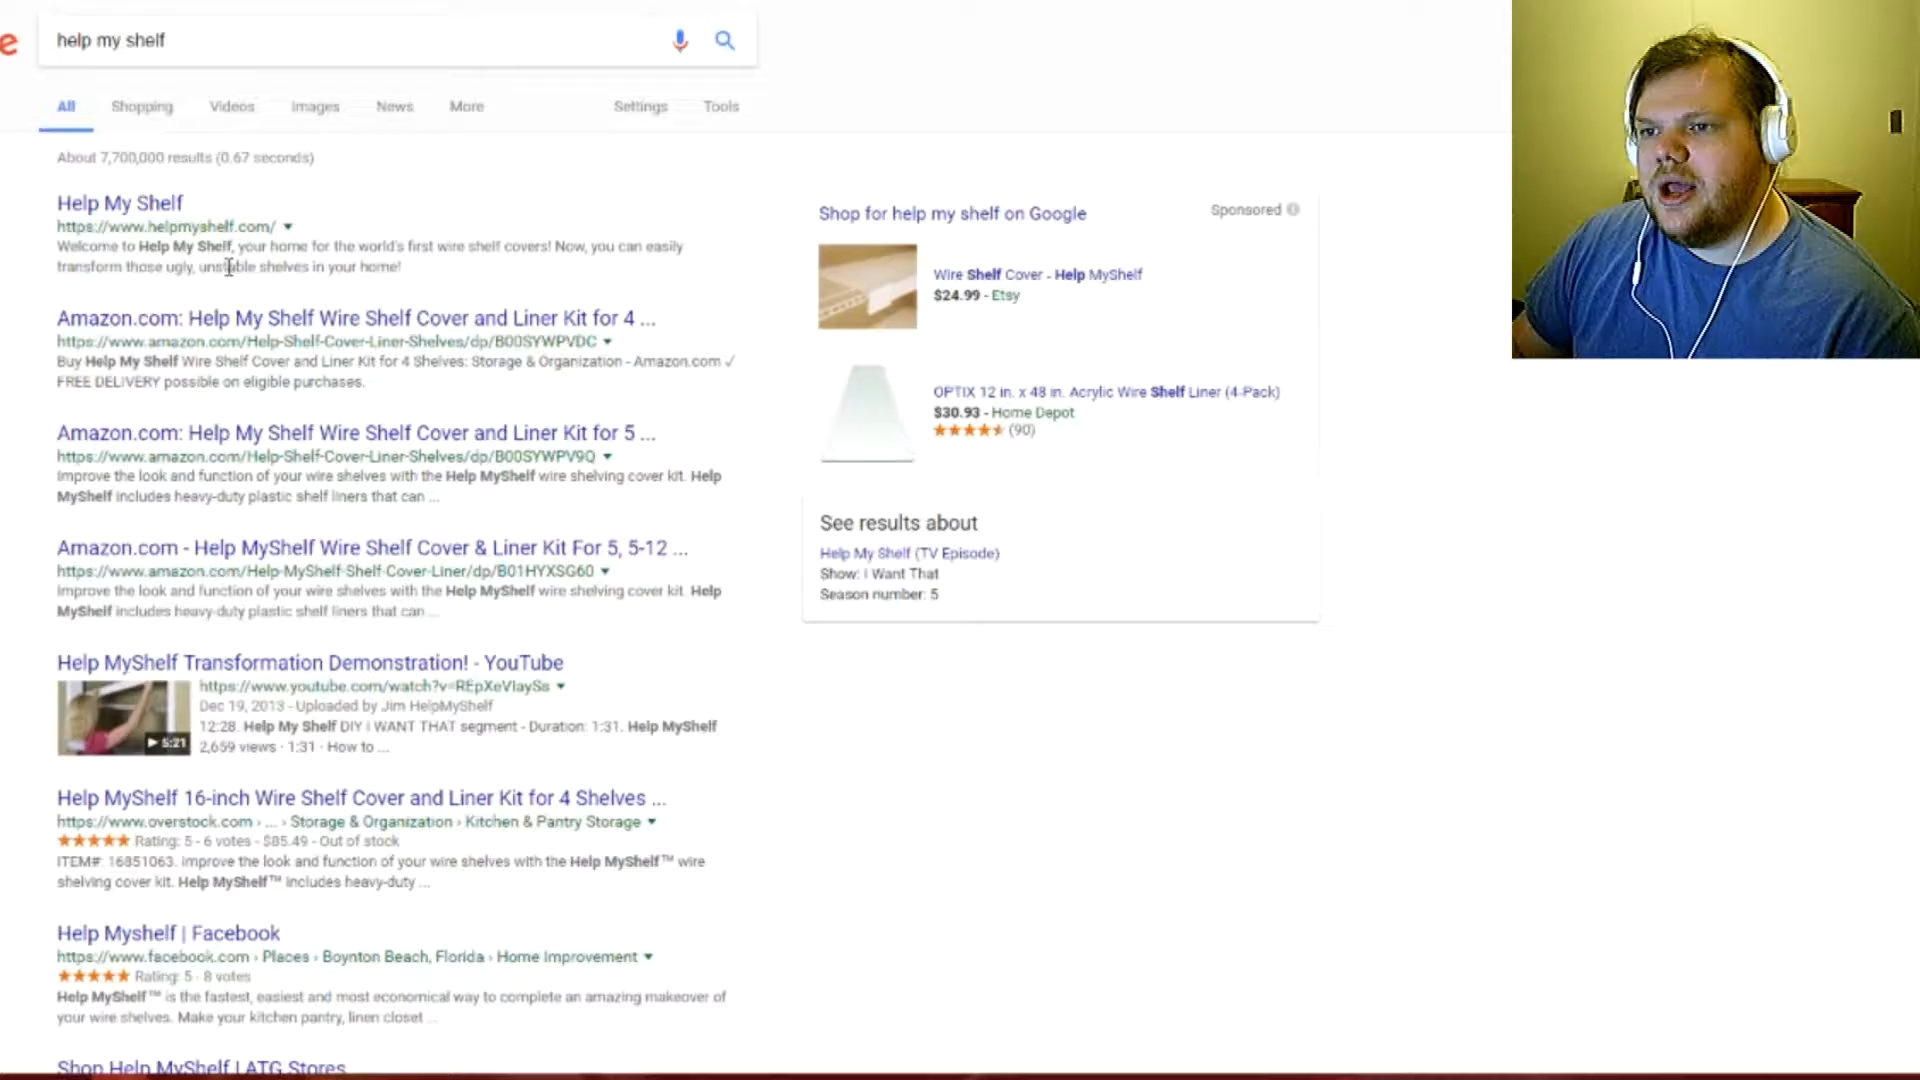 e
help my shelf
All Shopping Videos Images News More Settings Tools
About 7,700,000 results (0.67 seconds)
Help My Shelf
https://www.helpmyshelf.com/
Welcome to Help My Shelf, your home for the world's first wire shelf covers! Now, you can easily
transform those ugly, unstable shelves in your home!
Amazon.com: Help My Shelf Wire Shelf Cover and Liner Kit for 4 ...
https://www.amazon.com/Help-Shelf-Cover-Liner-Shelves/dp/B00SYWPVDC
Buy Help My Shelf Wire Shelf Cover and Liner Kit for 4 Shelves: Storage & Organization - Amazon.com ✓
FREE DELIVERY possible on eligible purchases.
Amazon.com: Help My Shelf Wire Shelf Cover and Liner Kit for 5 ...
https://www.amazon.com/Help-Shelf-Cover-Liner-Shelves/dp/B00SYWPV9Q
Improve the look and function of your wire shelves with the Help MyShelf wire shelving cover kit. Help
MyShelf includes heavy-duty plastic shelf liners that can ...
Amazon.com - Help MyShelf Wire Shelf Cover & Liner Kit For 5, 5-12 ...
https://www.amazon.com/Help-MyShelf-Shelf-Cover-Liner/dp/B01HYXSG60
Improve the look and function of your wire shelves with the Help MyShelf wire shelving cover kit. Help
MyShelf includes heavy-duty plastic shelf liners that can ...
Help MyShelf Transformation Demonstration! - YouTube
https://www.youtube.com/watch?v=REpXeVIaySs
Dec 19, 2013 - Uploaded by Jim HelpMyShelf
12:28. Help My Shelf DIY I WANT THAT segment - Duration: 1:31. Help MyShelf
2,659 views · 1:31 · How to ...
5:21
Help MyShelf 16-inch Wire Shelf Cover and Liner Kit for 4 Shelves ...
https://www.overstock.com › ... › Storage & Organization › Kitchen & Pantry Storage
Rating: 5 - 6 votes - $85.49 - Out of stock
ITEM#: 16851063. Improve the look and function of your wire shelves with the Help MyShelf™ wire
shelving cover kit. Help MyShelf™ includes heavy-duty ...
Help Myshelf | Facebook
https://www.facebook.com › Places › Boynton Beach, Florida › Home Improvement
Rating: 5 - 8 votes
Help MyShelf™ is the fastest, easiest and most economical way to complete an amazing makeover of
your wire shelves. Make your kitchen pantry, linen closet ...
Shop Help MyShelf | ATG Stores
Shop for help my shelf on Google
Sponsored
Wire Shelf Cover - Help MyShelf
$24.99 - Etsy
OPTIX 12 in. x 48 in. Acrylic Wire Shelf Liner (4-Pack)
$30.93 - Home Depot
(90)
See results about
Help My Shelf (TV Episode)
Show: I Want That
Season number: 5